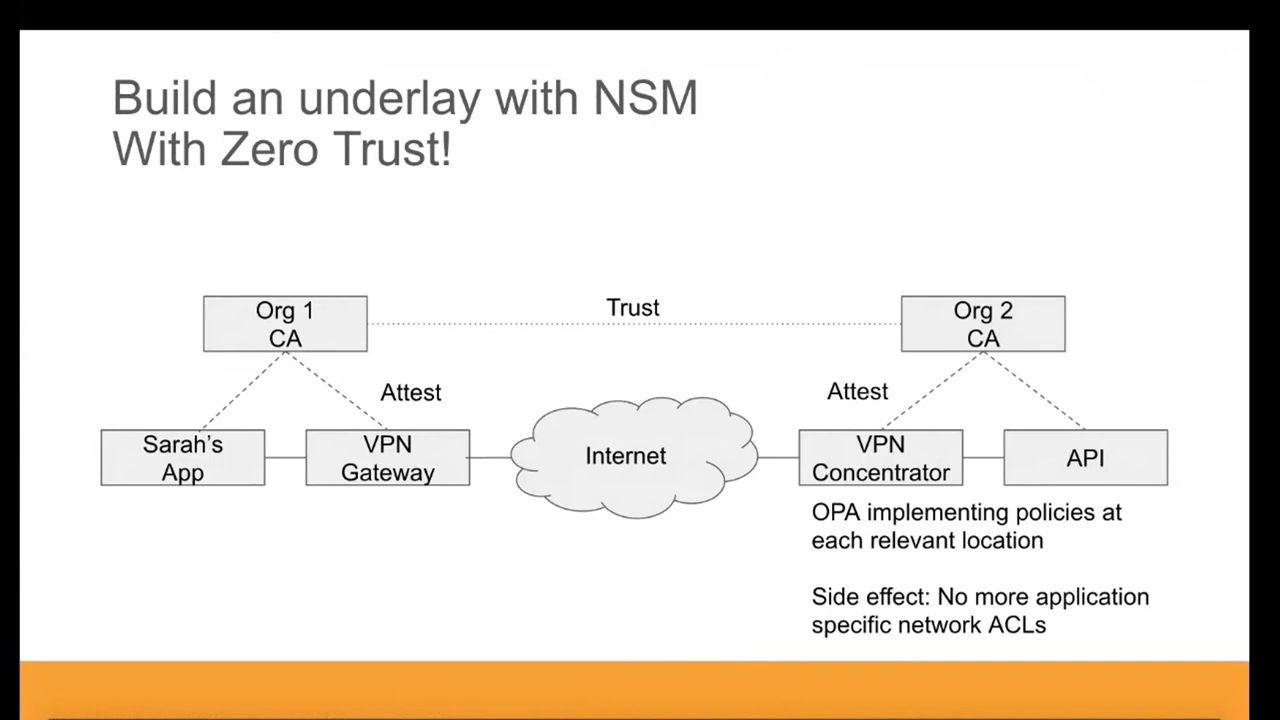 Build an underlay with NSM
With Zero Trust!
Org 1
CA
Trust
Org 2
CA
Attest
Attest
Sarah's
App
VPN
Gateway
Internet
VPN
Concentrator
API
OPA implementing policies at
each relevant location
Side effect: No more application
specific network ACLs